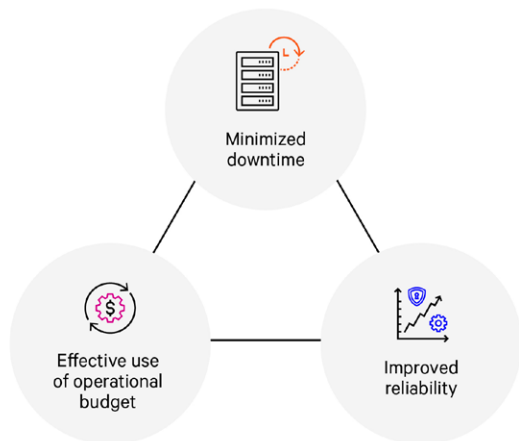 Minimized
downtime
Effective use
of operational
budget
Improved
reliability
$